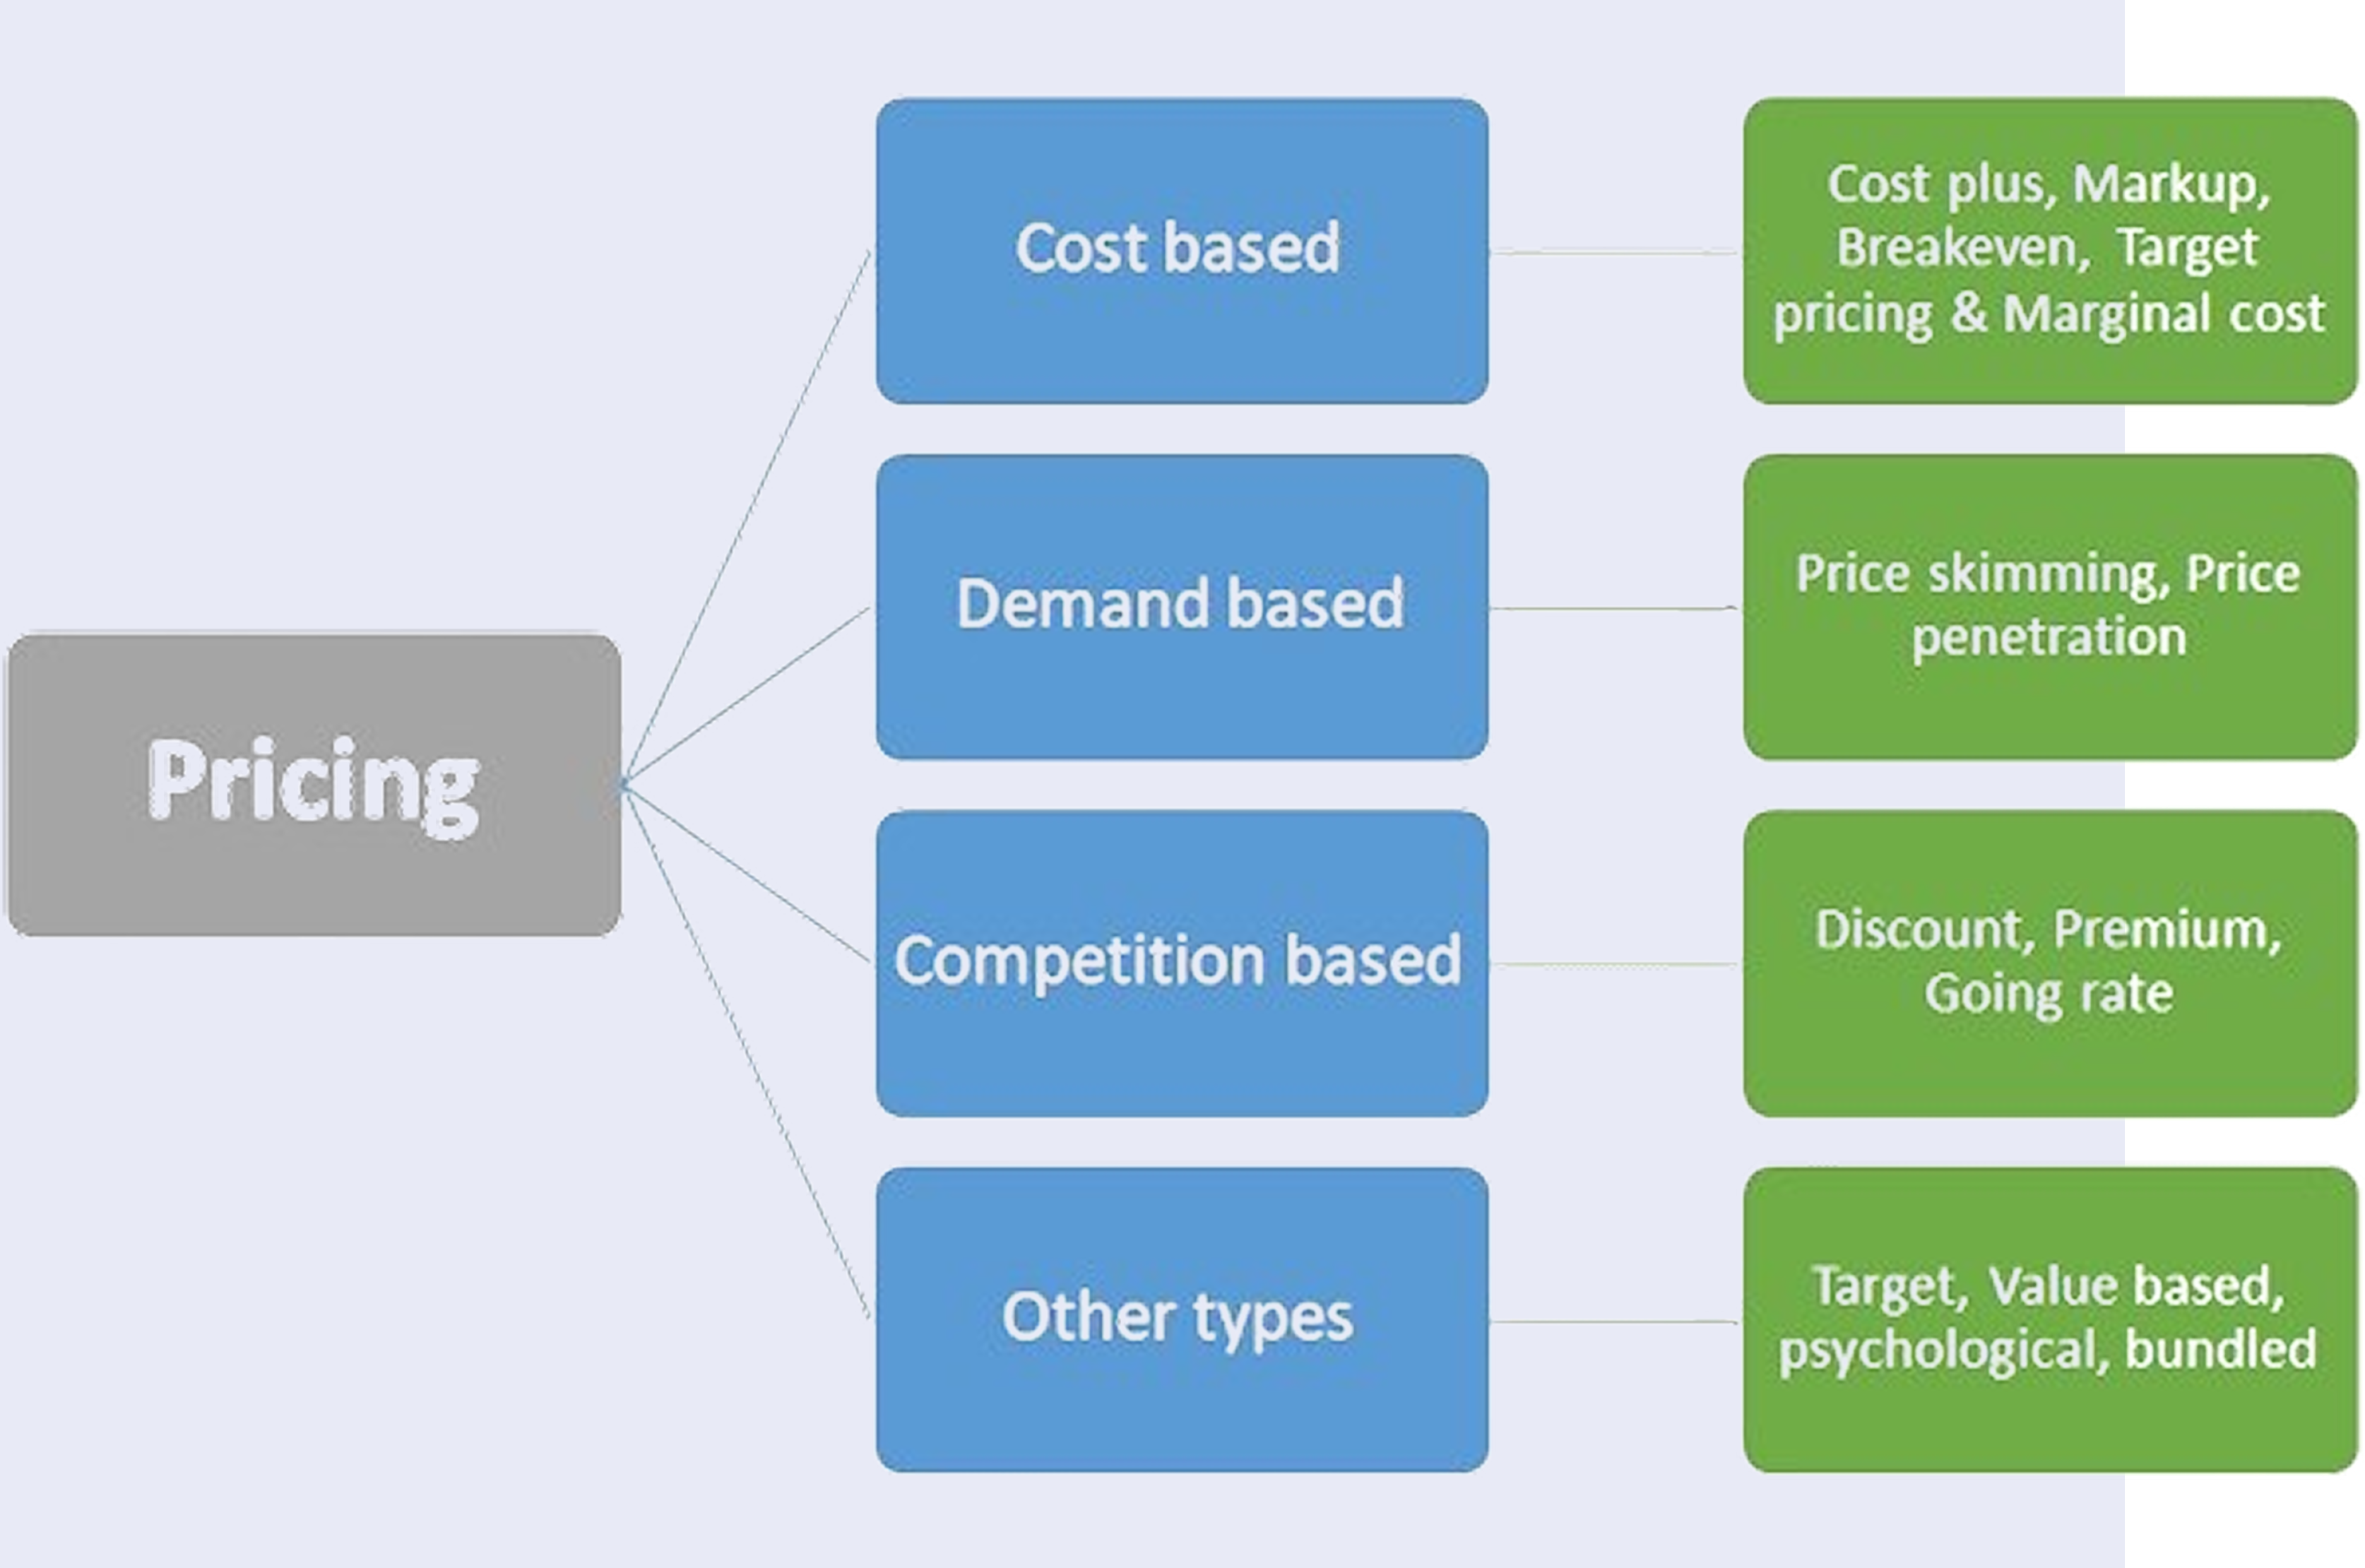 Pricing
Cost based
Cost plus, Markup,
Breakeven, Target
pricing & Marginal cost
Demand based
Price skimming, Price
penetration
Competition based
Discount, Premium,
Going rate
Other types
Target, Value based,
psychological, bundled